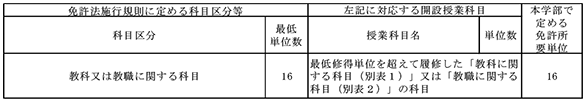 免許法施行規則に定める科目区分等
左記に対応する開設授業科目
本学部で
定める
免許所
要単位
科目区分
最低
単位数
授業科目名
単位数
教科又は教職に関する科目
16
最低修得単位を超えて履修した「教科に関
する科目（別表１）」又は「教職に関する
科目（別表２）」の科目
16